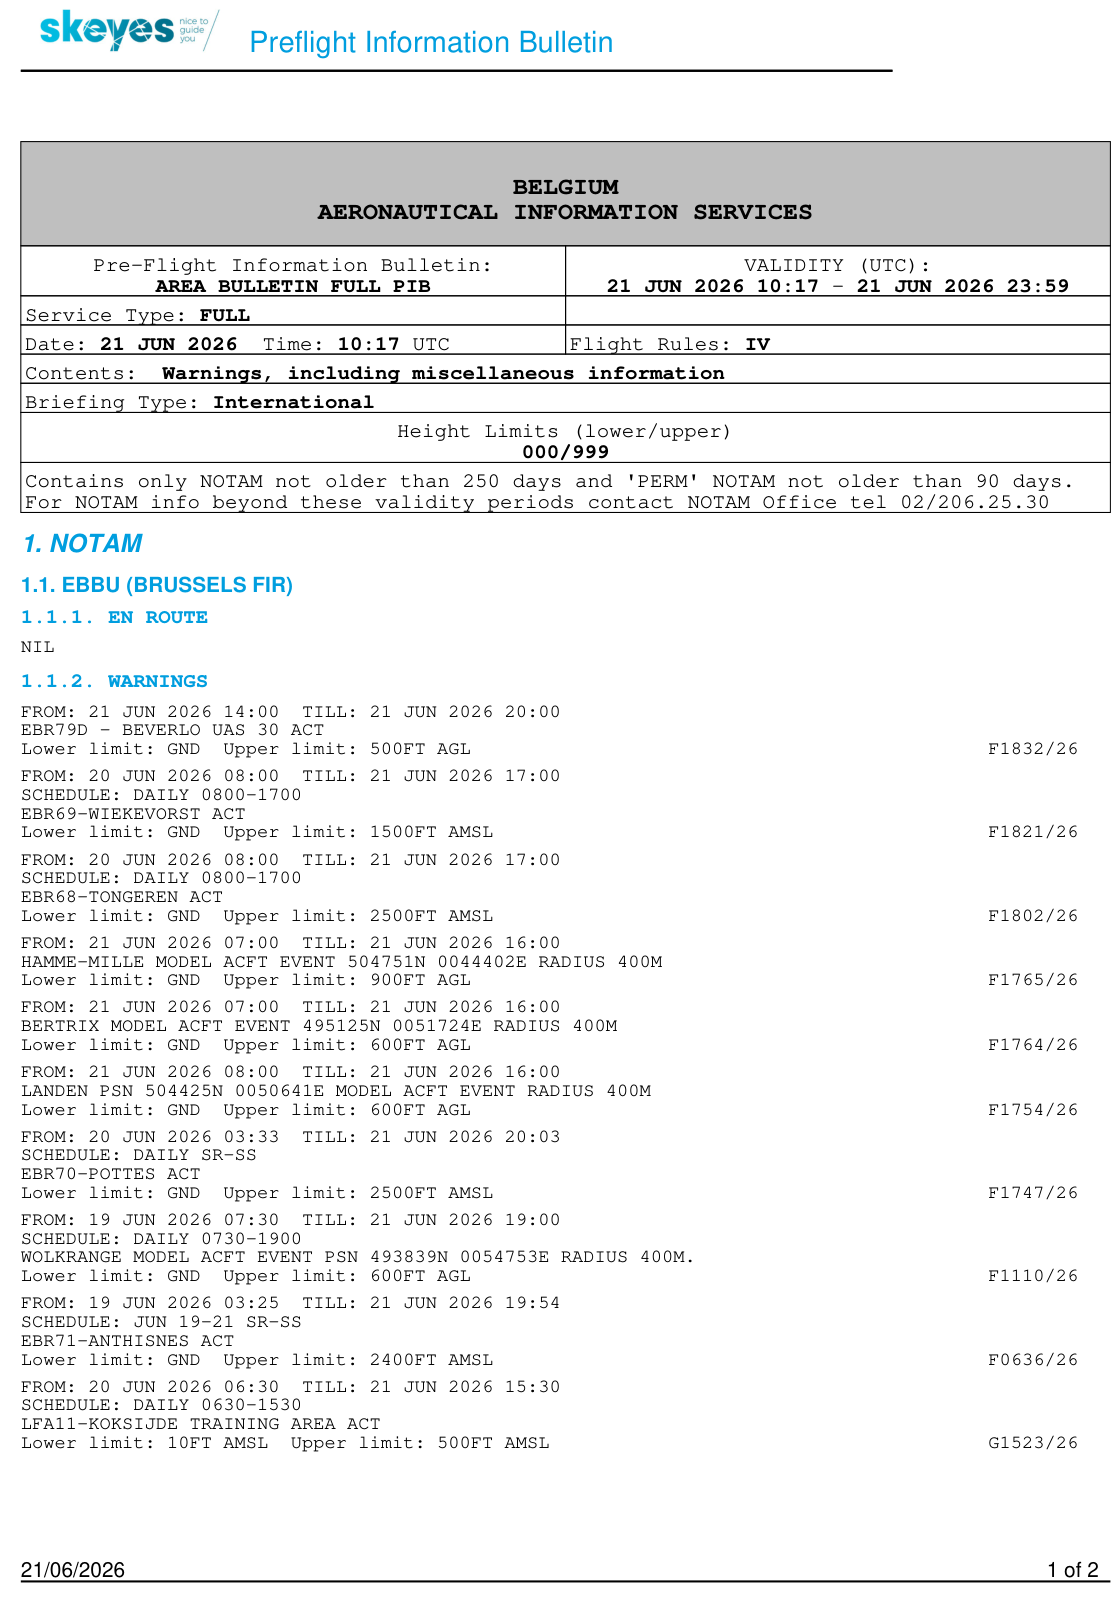 skeyes nice to guide you
Preflight Information Bulletin
BELGIUM
AERONAUTICAL INFORMATION SERVICES
Pre-Flight Information Bulletin:
AREA BULLETIN FULL PIB
VALIDITY (UTC):
21 JUN 2026 10:17 - 21 JUN 2026 23:59
Service Type: FULL
Date: 21 JUN 2026 Time: 10:17 UTC
Flight Rules: IV
Contents: Warnings, including miscellaneous information
Briefing Type: International
Height Limits (lower/upper)
000/999
Contains only NOTAM not older than 250 days and 'PERM' NOTAM not older than 90 days.
For NOTAM info beyond these validity periods contact NOTAM Office tel 02/206.25.30
1. NOTAM
1.1. EBBU (BRUSSELS FIR)
1.1.1. EN ROUTE
NIL
1.1.2. WARNINGS
FROM: 21 JUN 2026 14:00 TILL: 21 JUN 2026 20:00
EBR79D - BEVERLO UAS 30 ACT
Lower limit: GND Upper limit: 500FT AGL F1832/26
FROM: 20 JUN 2026 08:00 TILL: 21 JUN 2026 17:00
SCHEDULE: DAILY 0800-1700
EBR69-WIEKEVORST ACT
Lower limit: GND Upper limit: 1500FT AMSL F1821/26
FROM: 20 JUN 2026 08:00 TILL: 21 JUN 2026 17:00
SCHEDULE: DAILY 0800-1700
EBR68-TONGEREN ACT
Lower limit: GND Upper limit: 2500FT AMSL F1802/26
FROM: 21 JUN 2026 07:00 TILL: 21 JUN 2026 16:00
HAMME-MILLE MODEL ACFT EVENT 504751N 0044402E RADIUS 400M
Lower limit: GND Upper limit: 900FT AGL F1765/26
FROM: 21 JUN 2026 07:00 TILL: 21 JUN 2026 16:00
BERTRIX MODEL ACFT EVENT 495125N 0051724E RADIUS 400M
Lower limit: GND Upper limit: 600FT AGL F1764/26
FROM: 21 JUN 2026 08:00 TILL: 21 JUN 2026 16:00
LANDEN PSN 504425N 0050641E MODEL ACFT EVENT RADIUS 400M
Lower limit: GND Upper limit: 600FT AGL F1754/26
FROM: 20 JUN 2026 03:33 TILL: 21 JUN 2026 20:03
SCHEDULE: DAILY SR-SS
EBR70-POTTES ACT
Lower limit: GND Upper limit: 2500FT AMSL F1747/26
FROM: 19 JUN 2026 07:30 TILL: 21 JUN 2026 19:00
SCHEDULE: DAILY 0730-1900
WOLKRANGE MODEL ACFT EVENT PSN 493839N 0054753E RADIUS 400M.
Lower limit: GND Upper limit: 600FT AGL F1110/26
FROM: 19 JUN 2026 03:25 TILL: 21 JUN 2026 19:54
SCHEDULE: JUN 19-21 SR-SS
EBR71-ANTHISNES ACT
Lower limit: GND Upper limit: 2400FT AMSL F0636/26
FROM: 20 JUN 2026 06:30 TILL: 21 JUN 2026 15:30
SCHEDULE: DAILY 0630-1530
LFA11-KOKSIJDE TRAINING AREA ACT
Lower limit: 10FT AMSL Upper limit: 500FT AMSL G1523/26
21/06/2026 1 of 2